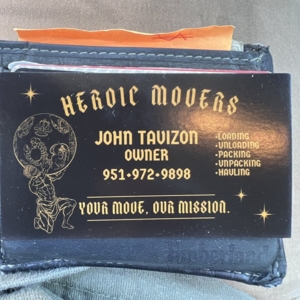 HEROIC MOVERS
JOHN TAVIZON
OWNER
951•972•9898
•LOADING
•UNLOADING
•PACKING
•UNPACKING
•HAULING
YOUR MOVE, OUR MISSION.